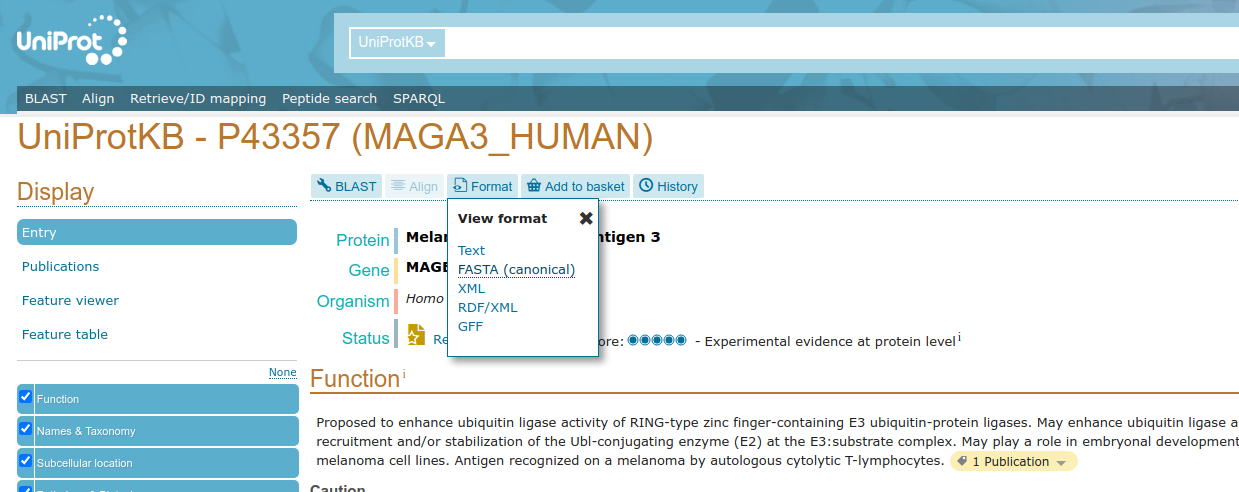 UniProt
UniProtKB
BLAST Align Retrieve/ID mapping Peptide search SPARQL
UniProtKB - P43357 (MAGA3_HUMAN)
Display
BLAST Align Format Add to basket History
Entry
Publications
Feature viewer
Feature table
None
Function
Names & Taxonomy
Subcellular location
View format
Text
FASTA (canonical)
XML
RDF/XML
GFF
Protein Melan ntigen 3
Gene MAGE
Organism Homo
Status Re ore: - Experimental evidence at protein level i
Function i
Proposed to enhance ubiquitin ligase activity of RING-type zinc finger-containing E3 ubiquitin-protein ligases. May enhance ubiquitin ligase a
recruitment and/or stabilization of the Ubl-conjugating enzyme (E2) at the E3:substrate complex. May play a role in embryonal development
melanoma cell lines. Antigen recognized on a melanoma by autologous cytolytic T-lymphocytes. 1 Publication
Caution